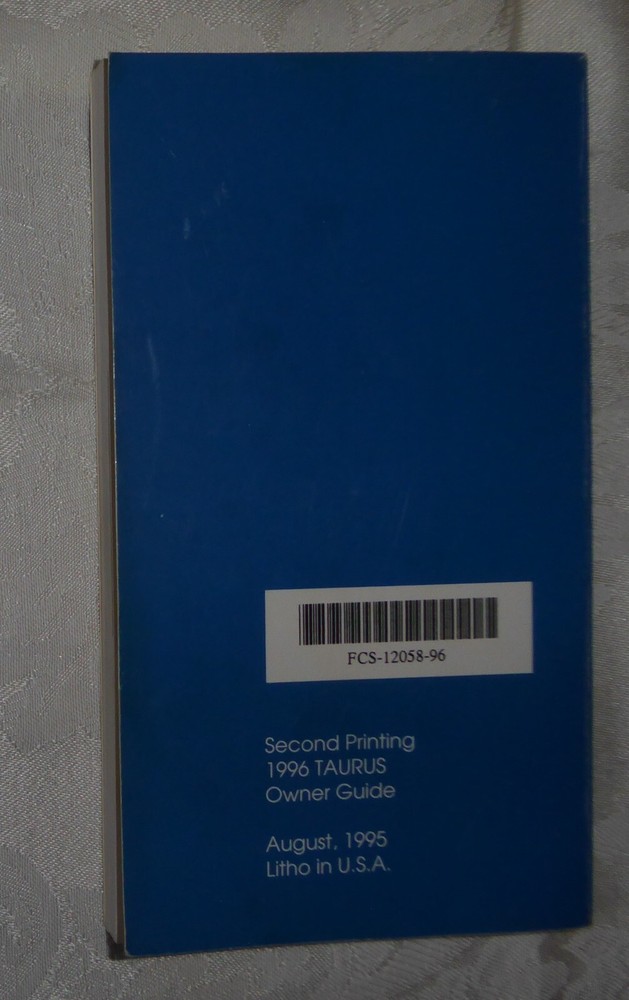 FCS-12058-96
Second Printing
1996 TAURUS
Owner Guide
August, 1995
Litho in U.S.A.